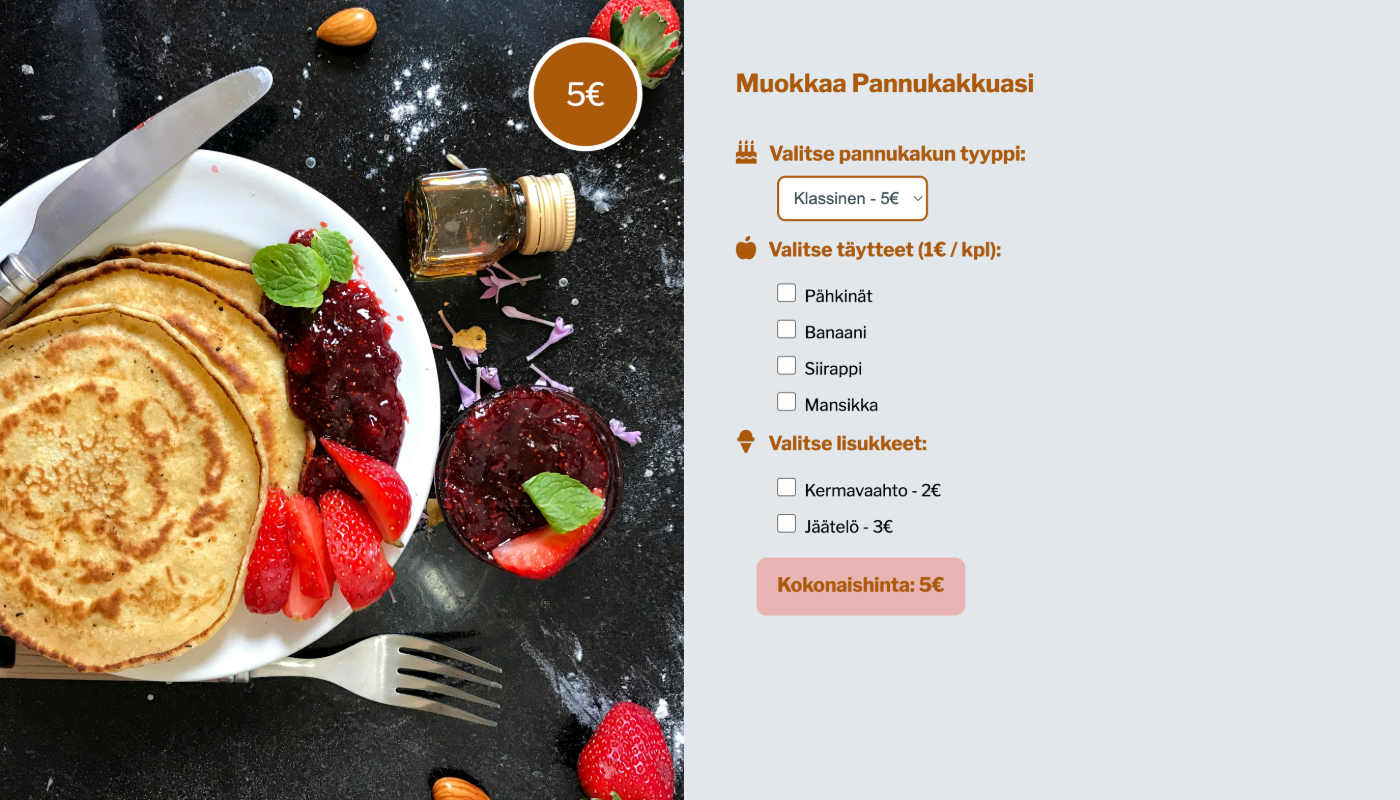 5€
Muokkaa Pannukakkuasi
Valitse pannukakun tyyppi:
Klassinen - 5€
Valitse täytteet (1€ / kpl):
Pähkinät
Banaani
Siirappi
Mansikka
Valitse lisukkeet:
Kermavaahto - 2€
Jäätelö - 3€
Kokonaishinta: 5€